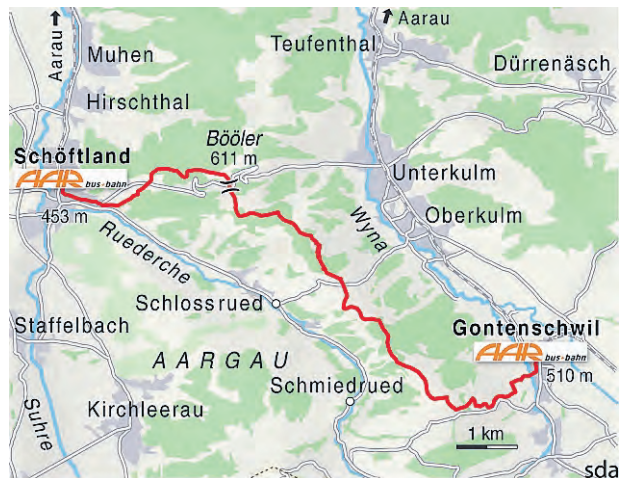 Aarau
Muhen
Hirschthal
Schöftland
AAR bus+bahn
453 m
Bööler
611 m
Teufenthal
Aarau
Dürrenäsch
Unterkulm
Oberkulm
Wyna
Ruederche
Schlossrued
Staffelbach
AARGAU
Suhre
Kirchleerau
Schmiedrued
Gontenschwil
AAR bus+bahn
510 m
1 km
sda